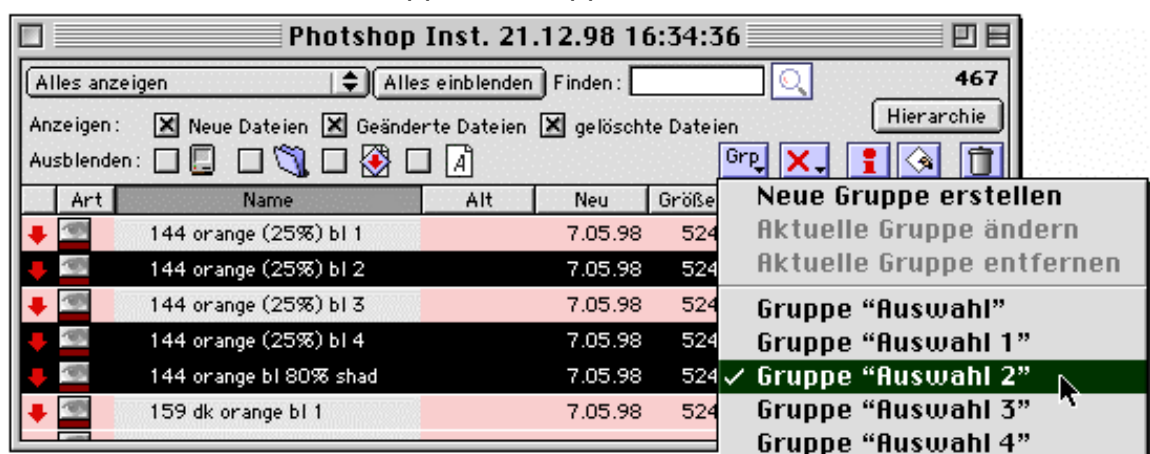 Photshop Inst. 21.12.98 16:34:36
Alles anzeigen Alles einblenden Finden: 467
Anzeigen: Neue Dateien Geänderte Dateien gelöschte Dateien Hierarchie
Ausblenden: A Grp
Art Name Alt Neu Größe
144 orange (25%) bl 1 7.05.98 524
144 orange (25%) bl 2 7.05.98 524
144 orange (25%) bl 3 7.05.98 524
144 orange (25%) bl 4 7.05.98 524
144 orange bl 80% shad 7.05.98 524
159 dk orange bl 1 7.05.98 524
Neue Gruppe erstellen
Aktuelle Gruppe ändern
Aktuelle Gruppe entfernen
Gruppe “Auswahl”
Gruppe “Auswahl 1”
Gruppe “Auswahl 2”
Gruppe “Auswahl 3”
Gruppe “Auswahl 4”